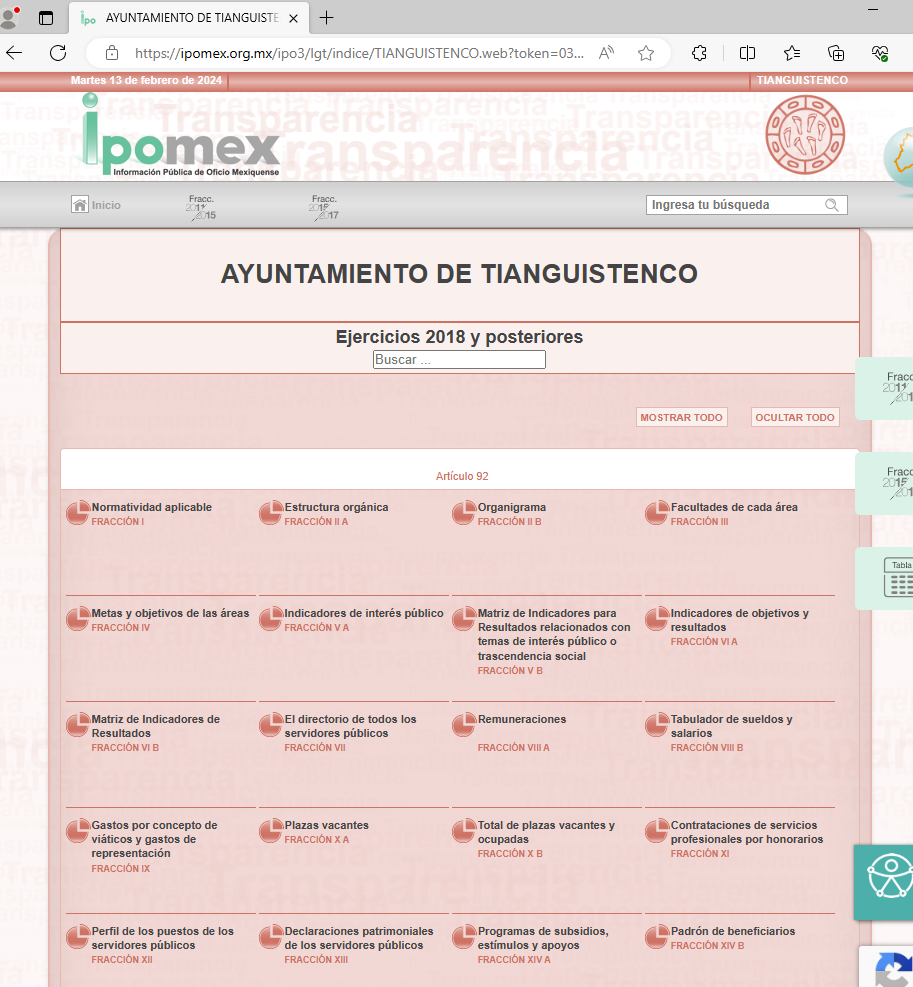 AYUNTAMIENTO DE TIANGUISTE
https://ipomex.org.mx/ipo3/lgt/indice/TIANGUISTENCO.web?token=03...
Martes 13 de febrero de 2024
TIANGUISTENCO
ipomex
Información Pública de Oficio Mexiquense
Inicio
Fracc.
2015
Fracc.
2017
Ingresa tu búsqueda
AYUNTAMIENTO DE TIANGUISTENCO
Ejercicios 2018 y posteriores
Buscar ...
MOSTRAR TODO OCULTAR TODO
Artículo 92
Normatividad aplicable
FRACCIÓN I
Estructura orgánica
FRACCIÓN II A
Organigrama
FRACCIÓN II B
Facultades de cada área
FRACCIÓN III
Metas y objetivos de las áreas
FRACCIÓN IV
Indicadores de interés público
FRACCIÓN V A
Matriz de Indicadores para
Resultados relacionados con
temas de interés público o
trascendencia social
FRACCIÓN V B
Indicadores de objetivos y
resultados
FRACCIÓN VI A
Matriz de Indicadores de
Resultados
FRACCIÓN VI B
El directorio de todos los
servidores públicos
FRACCIÓN VII
Remuneraciones
FRACCIÓN VIII A
Tabulador de sueldos y
salarios
FRACCIÓN VIII B
Gastos por concepto de
viáticos y gastos de
representación
FRACCIÓN IX
Plazas vacantes
FRACCIÓN X A
Total de plazas vacantes y
ocupadas
FRACCIÓN X B
Contrataciones de servicios
profesionales por honorarios
FRACCIÓN XI
Perfil de los puestos de los
servidores públicos
FRACCIÓN XII
Declaraciones patrimoniales
de los servidores públicos
FRACCIÓN XIII
Programas de subsidios,
estímulos y apoyos
FRACCIÓN XIV A
Padrón de beneficiarios
FRACCIÓN XIV B
Fracc
Fracc
Tabla